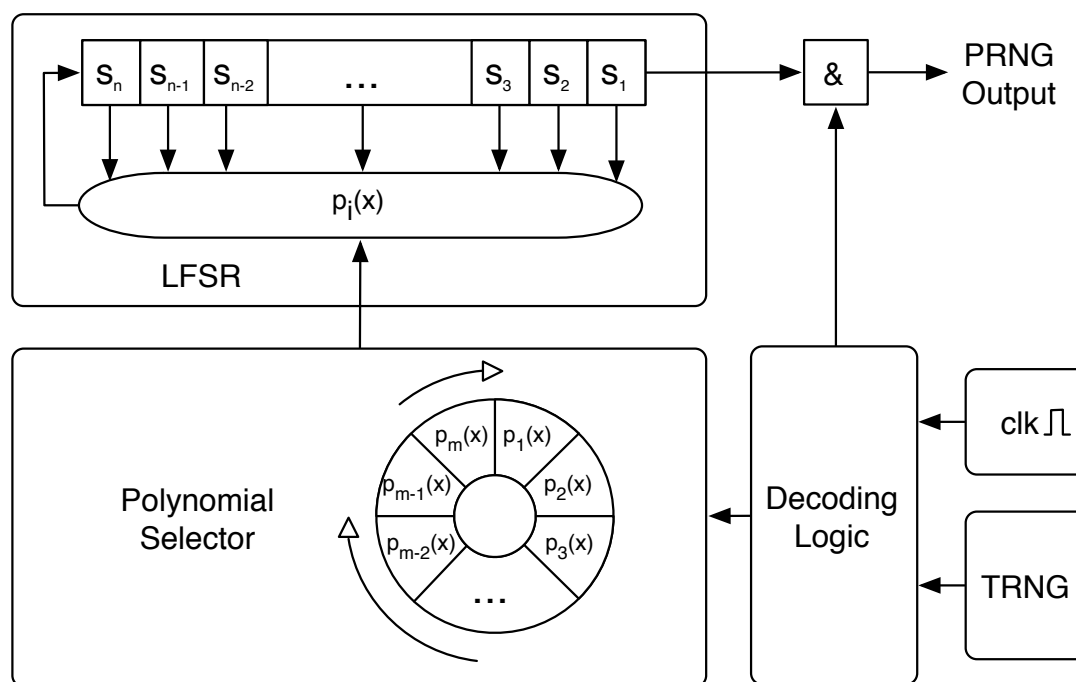 Sₙ Sₙ₋₁ Sₙ₋₂ ... S₃ S₂ S₁
&
PRNG
Output
pᵢ(x)
LFSR
Polynomial
Selector
pₘ(x) p₁(x)
pₘ₋₁(x) p₂(x)
pₘ₋₂(x) p₃(x)
...
Decoding
Logic
clk
TRNG